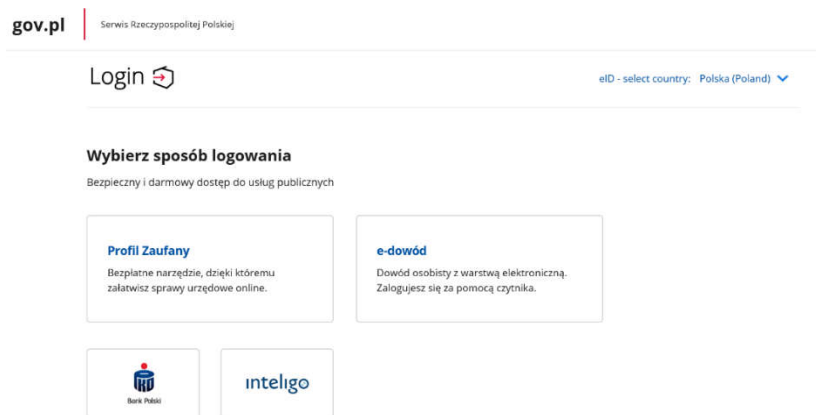 gov.pl
Serwis Rzeczypospolitej Polskiej
Login
eID - select country: Polska (Poland)
Wybierz sposób logowania
Bezpieczny i darmowy dostęp do usług publicznych
Profil Zaufany
Bezpłatne narzędzie, dzięki któremu
załatwisz sprawy urzędowe online.
e-dowód
Dowód osobisty z warstwą elektroniczną.
Zalogujesz się za pomocą czytnika.
Bank Polski
inteligo